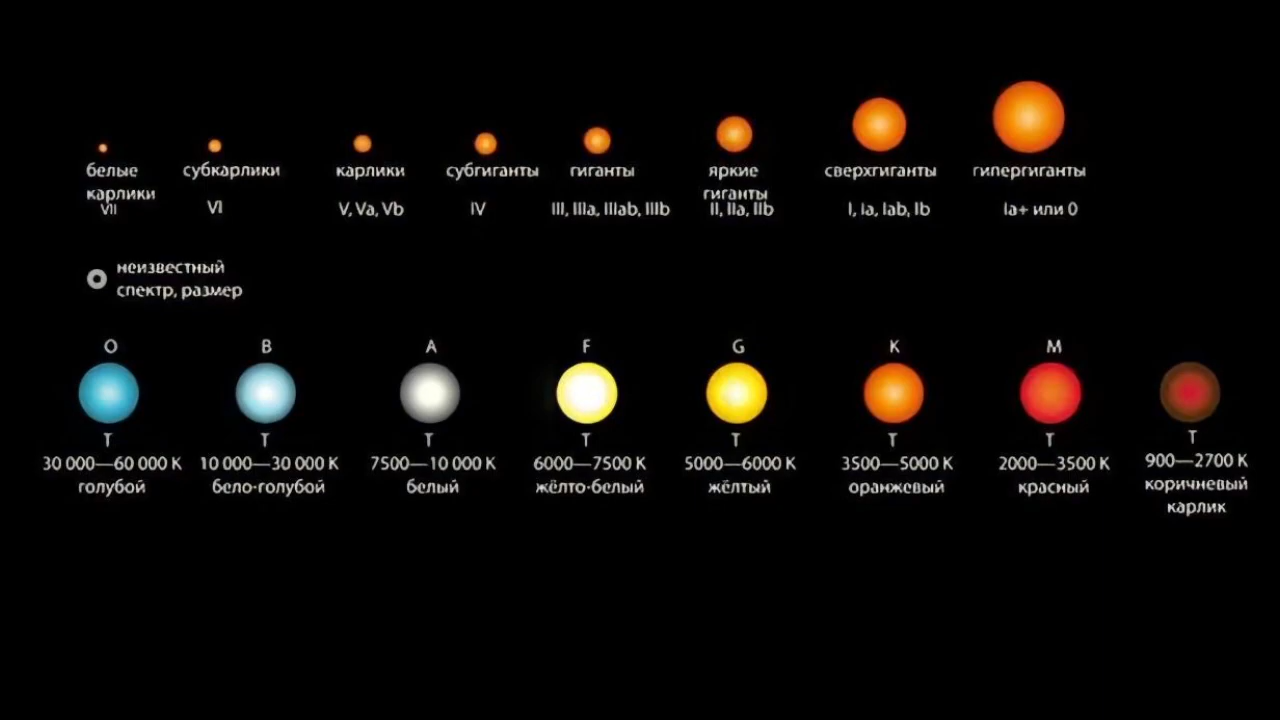 белые субкарлики карлики субгиганты гиганты яркие сверхгиганты гипергиганты
карлики гиганты
VII VI V, Va, Vb IV III, IIIa, IIIab, IIIb II, IIa, IIb I, Ia, Iab, Ib Ia+ или 0
неизвестный
спектр, размер
O B A F G K M
T T T T T T T T
30 000—60 000 K 10 000—30 000 K 7500—10 000 K 6000—7500 K 5000—6000 K 3500—5000 K 2000—3500 K 900—2700 K
голубой бело-голубой белый жёлто-белый жёлтый оранжевый красный коричневый
карлик